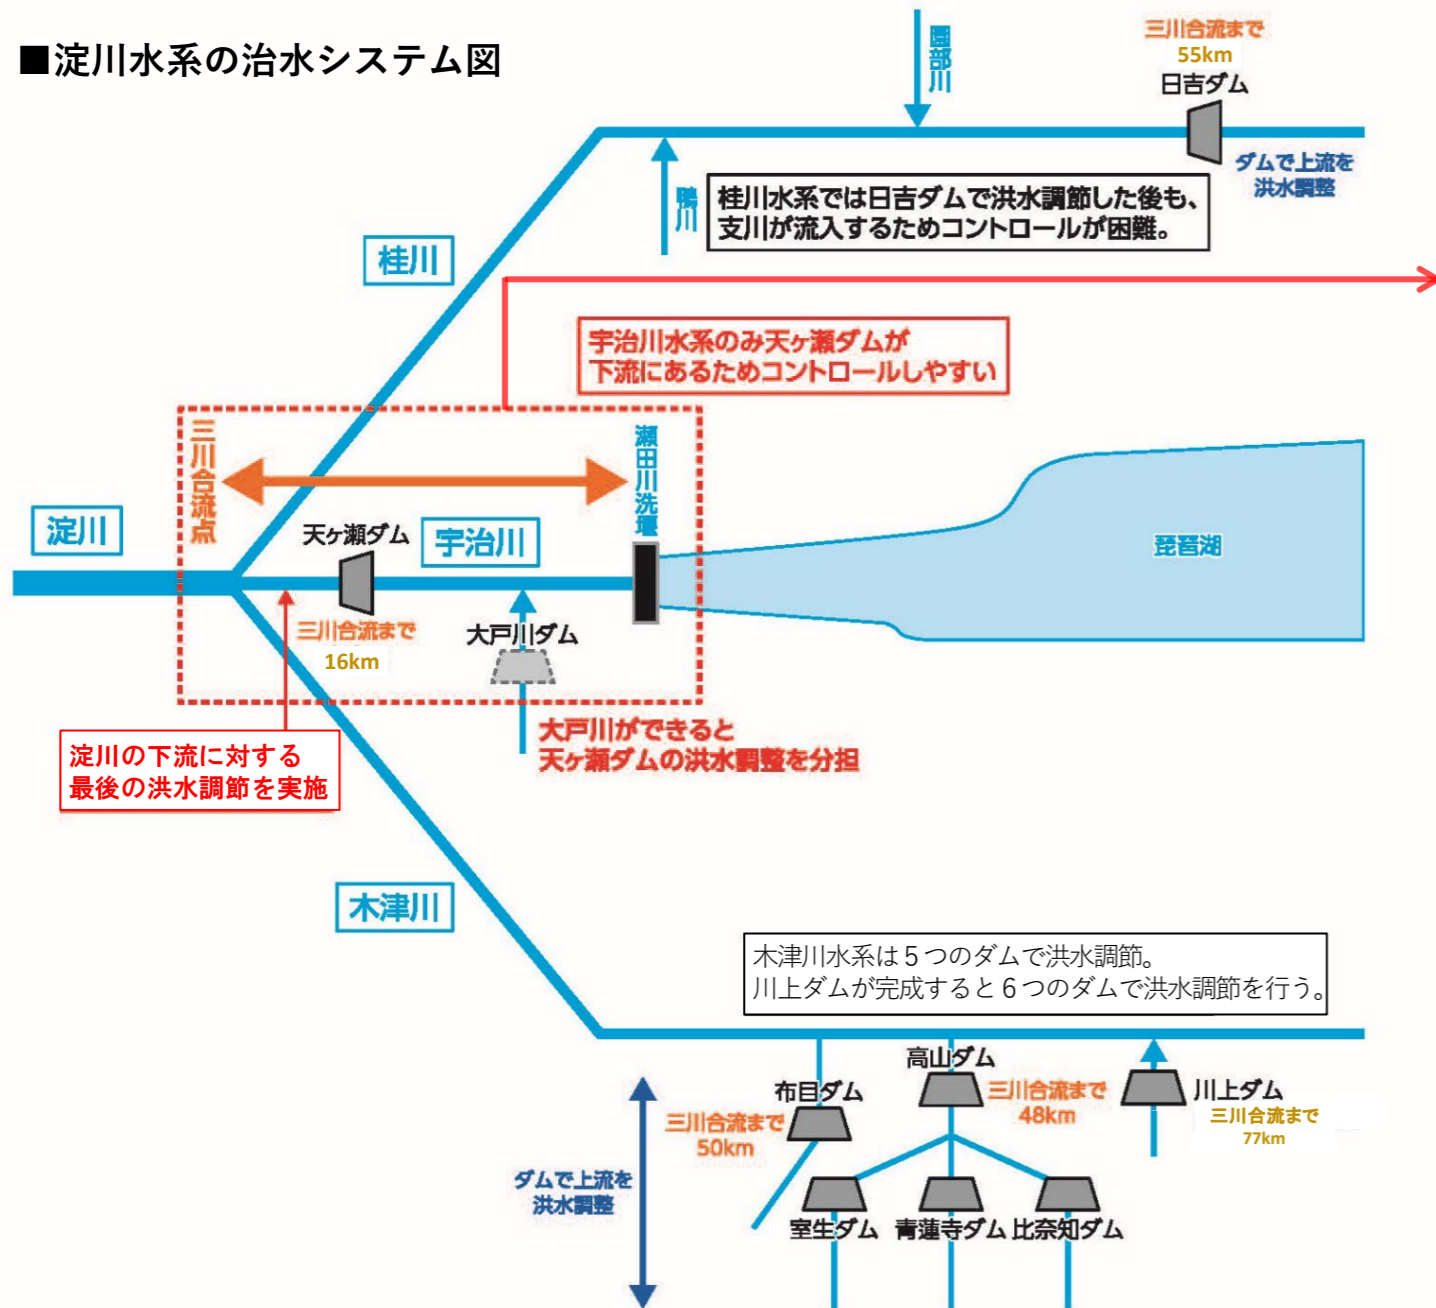 ■淀川水系の治水システム図
園部川
三川合流まで
55km
日吉ダム
ダムで上流を
洪水調整
鴨川
桂川水系では日吉ダムで洪水調節した後も、
支川が流入するためコントロールが困難。
桂川
宇治川水系のみ天ヶ瀬ダムが
下流にあるためコントロールしやすい
三川合流点
瀬田川洗堰
淀川
天ヶ瀬ダム
宇治川
琵琶湖
三川合流まで
16km
大戸川ダム
大戸川ができると
天ヶ瀬ダムの洪水調整を分担
淀川の下流に対する
最後の洪水調節を実施
木津川
木津川水系は5つのダムで洪水調節。
川上ダムが完成すると6つのダムで洪水調節を行う。
布目ダム
三川合流まで
50km
高山ダム
三川合流まで
48km
川上ダム
三川合流まで
77km
ダムで上流を
洪水調整
室生ダム
青蓮寺ダム
比奈知ダム